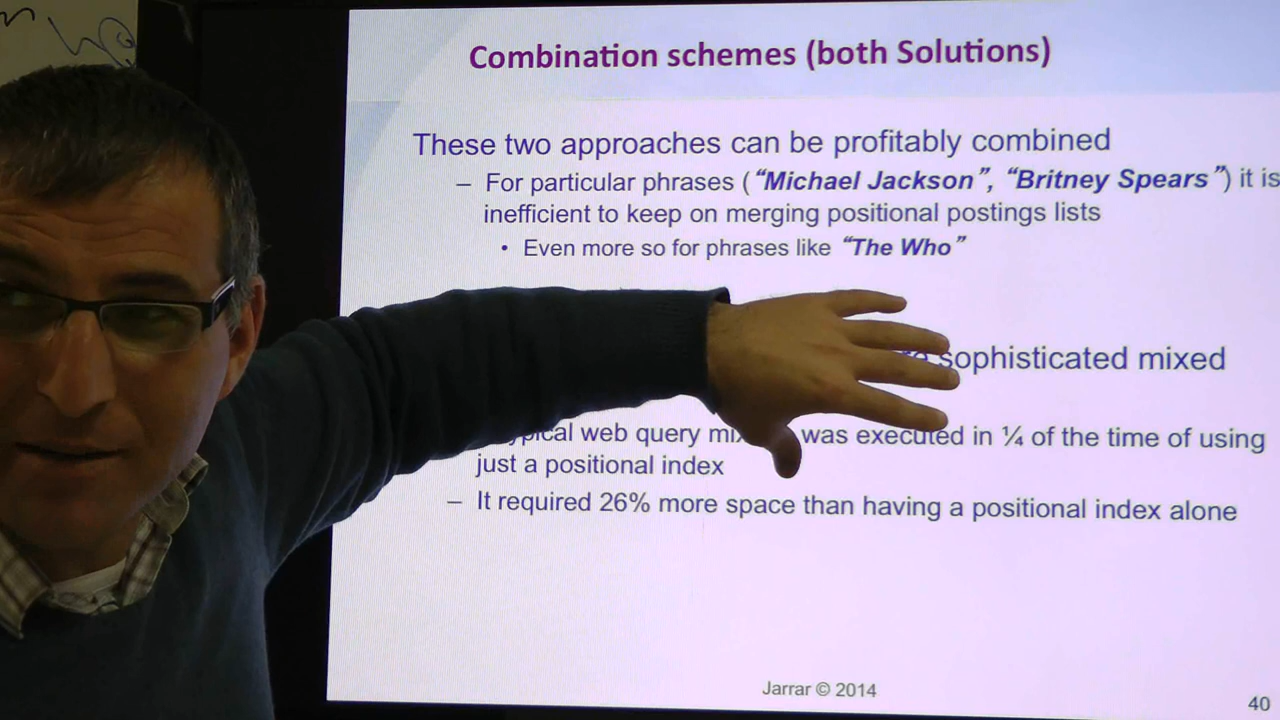 Combination schemes (both Solutions)
These two approaches can be profitably combined
– For particular phrases (“Michael Jackson”, “Britney Spears”) it is
inefficient to keep on merging positional postings lists
• Even more so for phrases like “The Who”
sophisticated mixed
web query was executed in ¼ of the time of using
just a positional index
– It required 26% more space than having a positional index alone
Jarrar © 2014
40